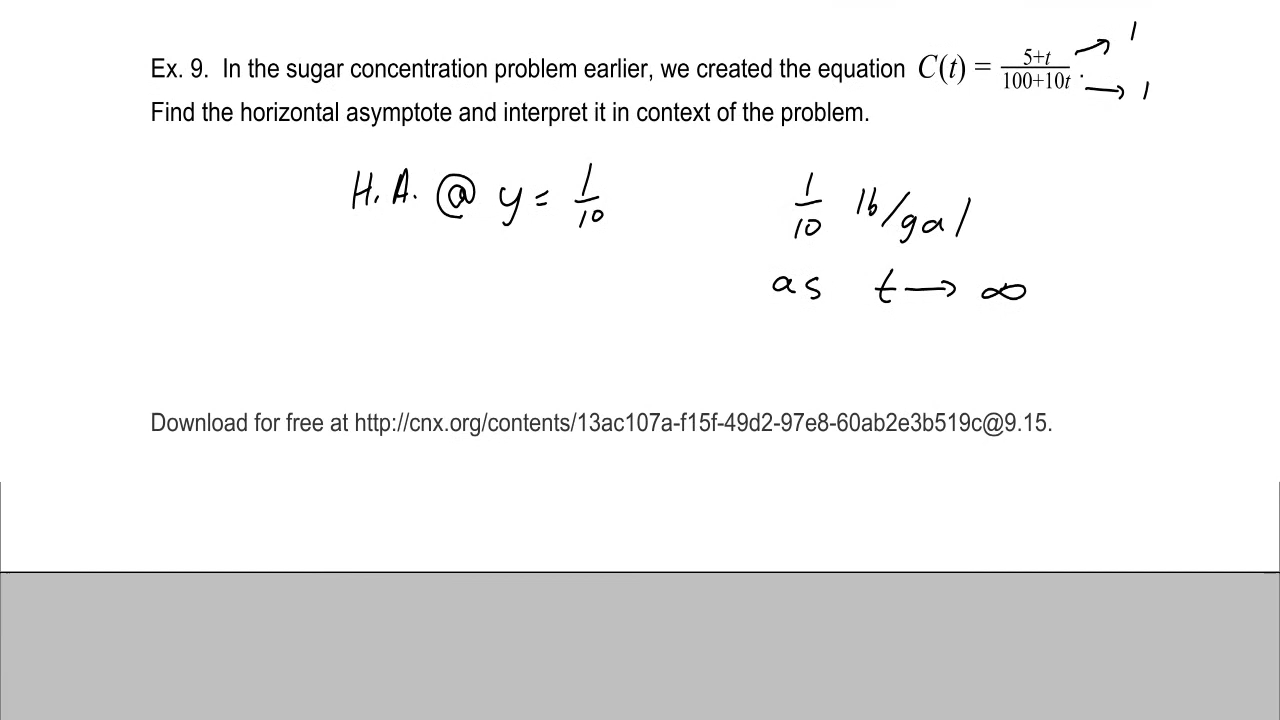 Ex. 9. In the sugar concentration problem earlier, we created the equation C(t) = 5+t/100+10t. → 1 → 1
Find the horizontal asymptote and interpret it in context of the problem.
H.A. @ y = 1/10
1/10 lb/gal
as t → ∞
Download for free at http://cnx.org/contents/13ac107a-f15f-49d2-97e8-60ab2e3b519c@9.15.